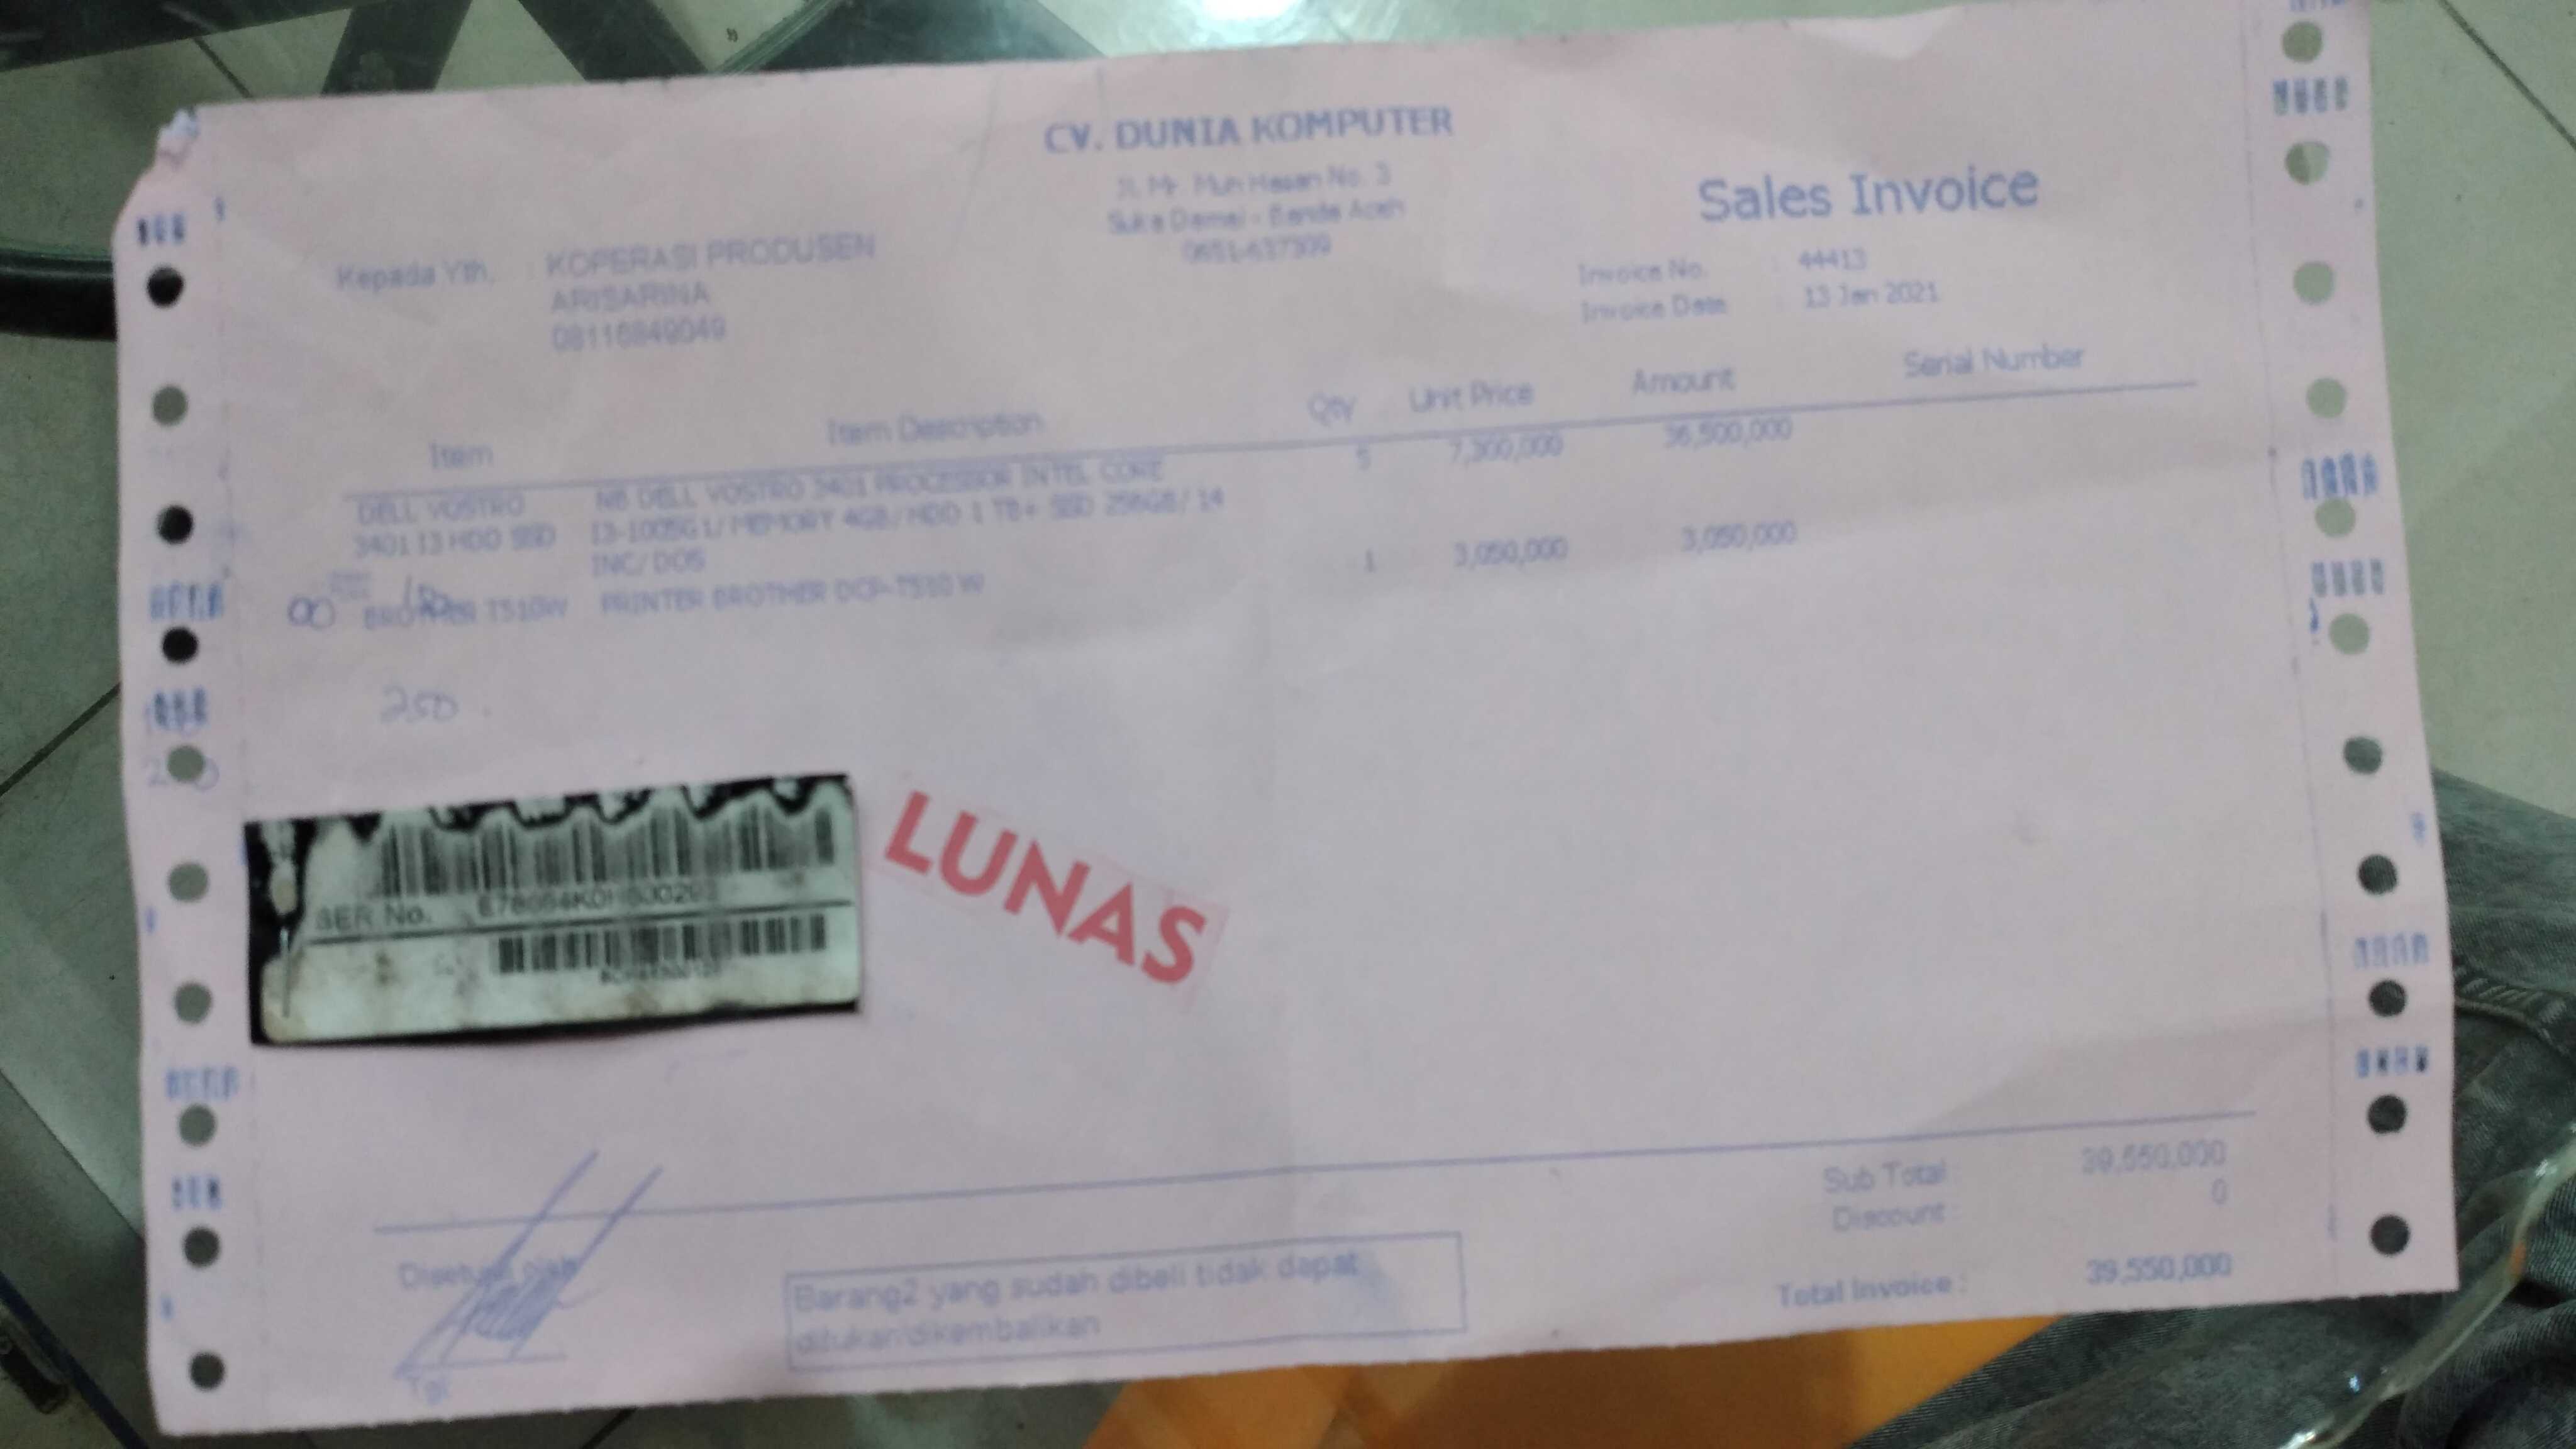 CV. DUNIA KOMPUTER
Jl. Mr. Muh Hasan No. 3
Suka Damai - Banda Aceh
0651-637309
Sales Invoice
Kepada Yth. : KOPERASI PRODUSEN
ARISARINA
08116849049
Invoice No. : 44413
Invoice Date : 13 Jan 2021
Item Item Description Qty Unit Price Amount Serial Number
DELL VOSTRO NB DELL VOSTRO 3401 PROCESSOR INTEL CORE 5 7,300,000 36,500,000
3401 I3 HDD SSD I3-1005G1/ MEMORY 4GB/ HDD 1 TB+ SSD 256GB/ 14
INC/ DOS
BROTHER T510W PRINTER BROTHER DCP-T510 W 1 3,050,000 3,050,000
250
LUNAS
SER No.
Sub Total : 39,550,000
Discount 0
Total Invoice : 39,550,000
Disetujui oleh
Tgl
Barang2 yang sudah dibeli tidak dapat
ditukar/dikembalikan